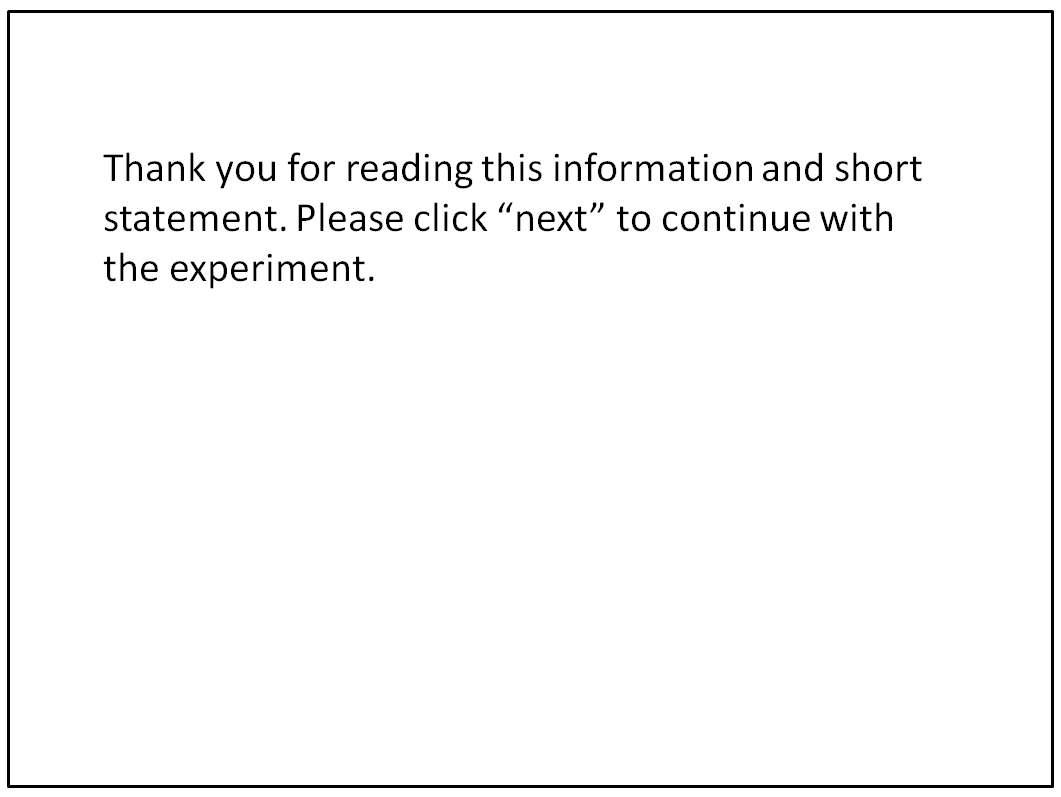 Thank you for reading this information and short
statement. Please click “next” to continue with
the experiment.